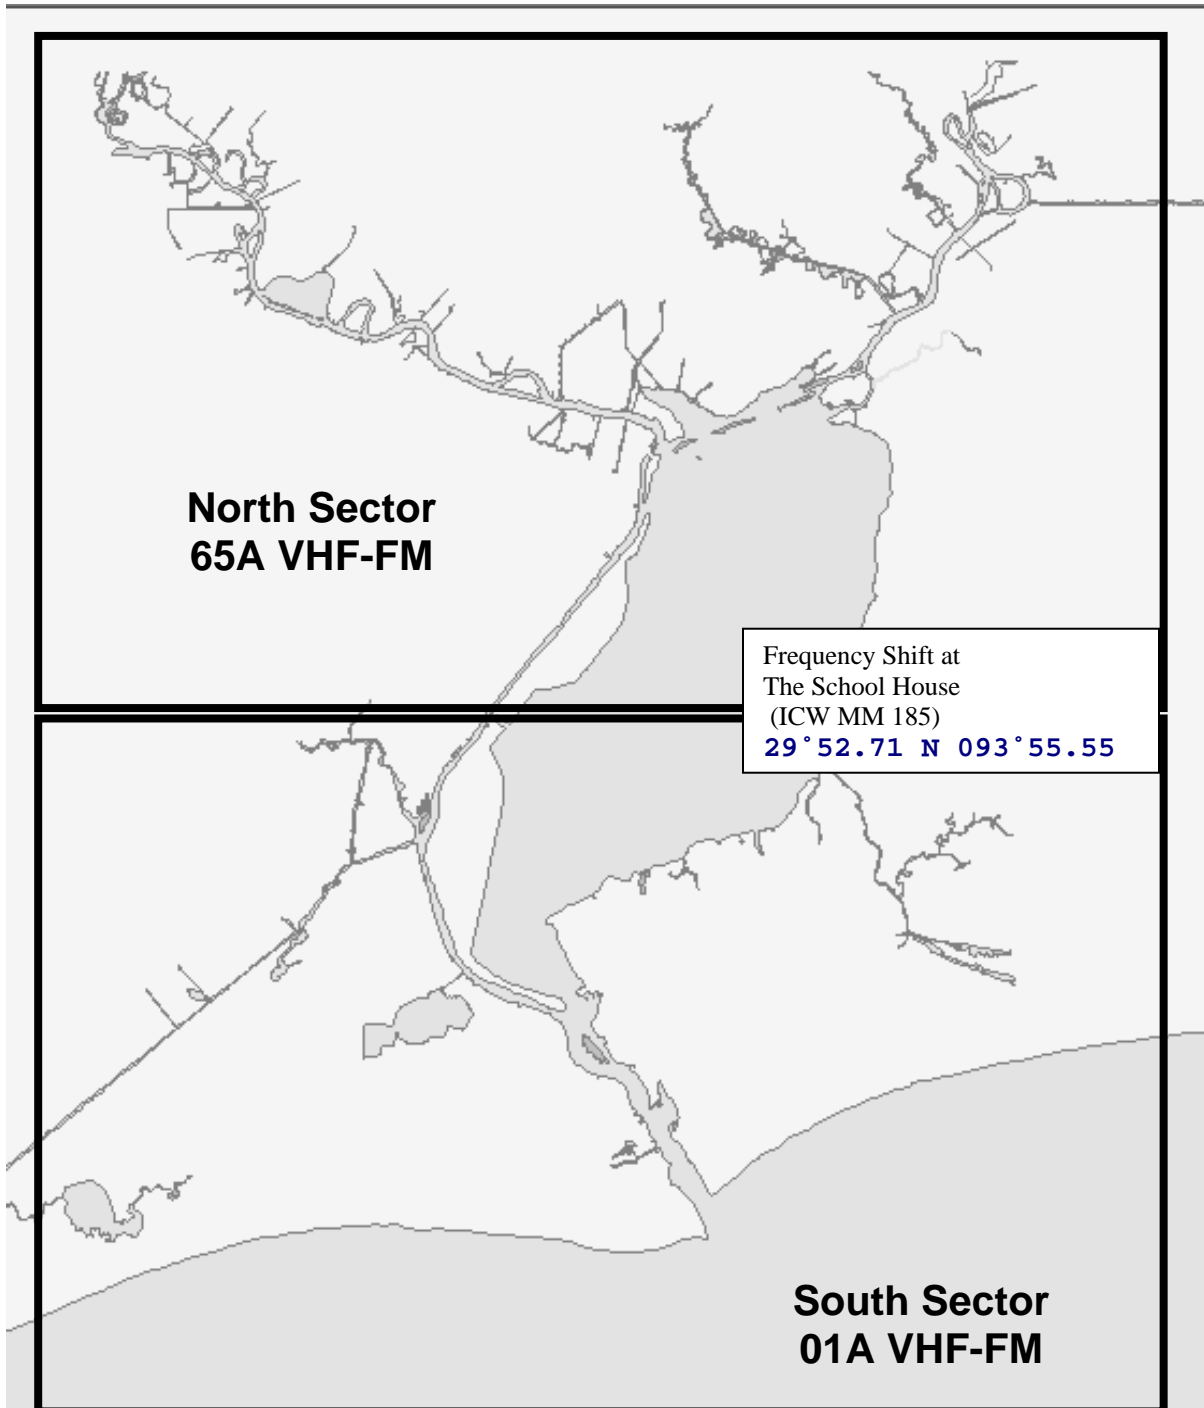 North Sector
65A VHF-FM
Frequency Shift at
The School House
(ICW MM 185)
29°52.71 N 093°55.55
South Sector
01A VHF-FM